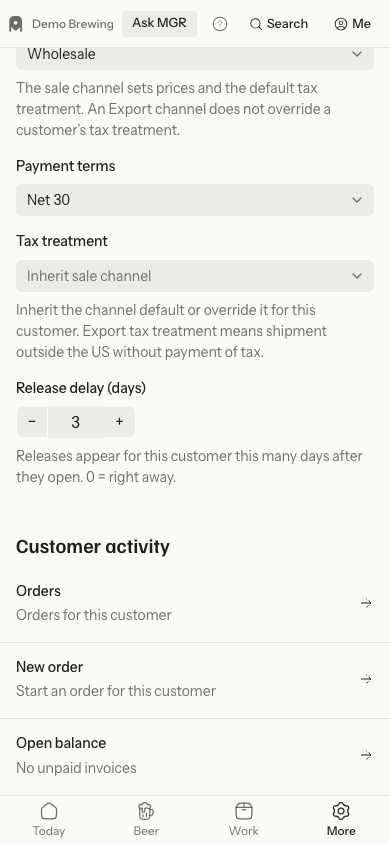 Demo Brewing
Ask MGR
?
Search
Me
Wholesale
The sale channel sets prices and the default tax
treatment. An Export channel does not override a
customer's tax treatment.
Payment terms
Net 30
Tax treatment
Inherit sale channel
Inherit the channel default or override it for this
customer. Export tax treatment means shipment
outside the US without payment of tax.
Release delay (days)
− 3 +
Releases appear for this customer this many days after
they open. 0 = right away.
Customer activity
Orders
Orders for this customer
New order
Start an order for this customer
Open balance
No unpaid invoices
Today
Beer
Work
More